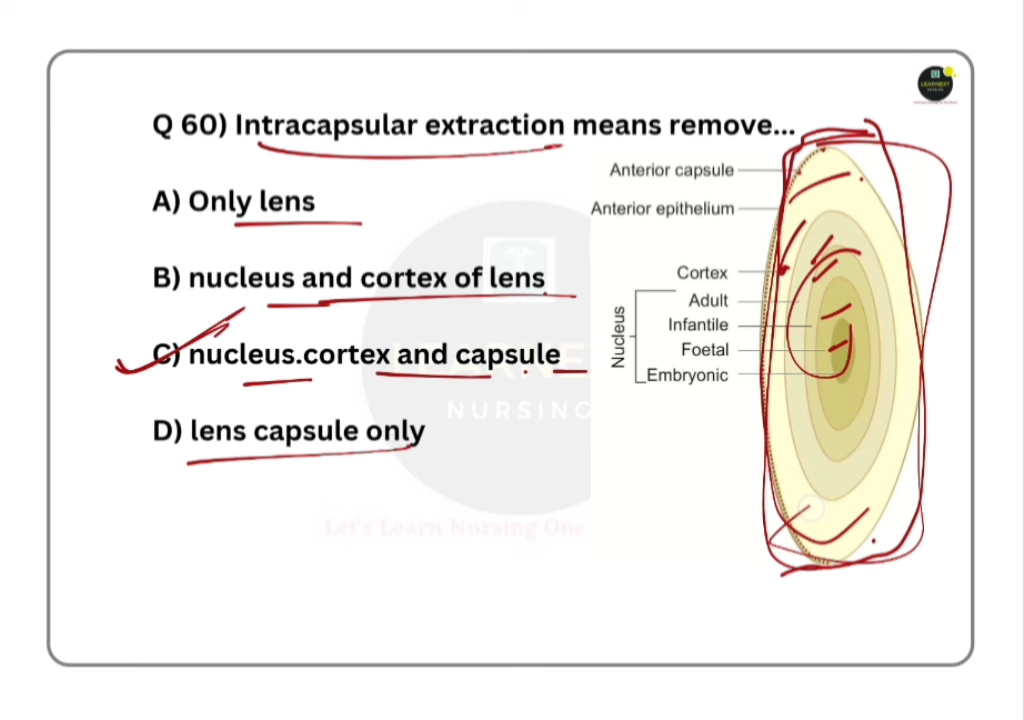 Q 60) Intracapsular extraction means remove...
A) Only lens
B) nucleus and cortex of lens
C) nucleus.cortex and capsule
D) lens capsule only
Anterior capsule
Anterior epithelium
Cortex
Nucleus
Adult
Infantile
Foetal
Embryonic
NURSING
Let's Learn Nursing One